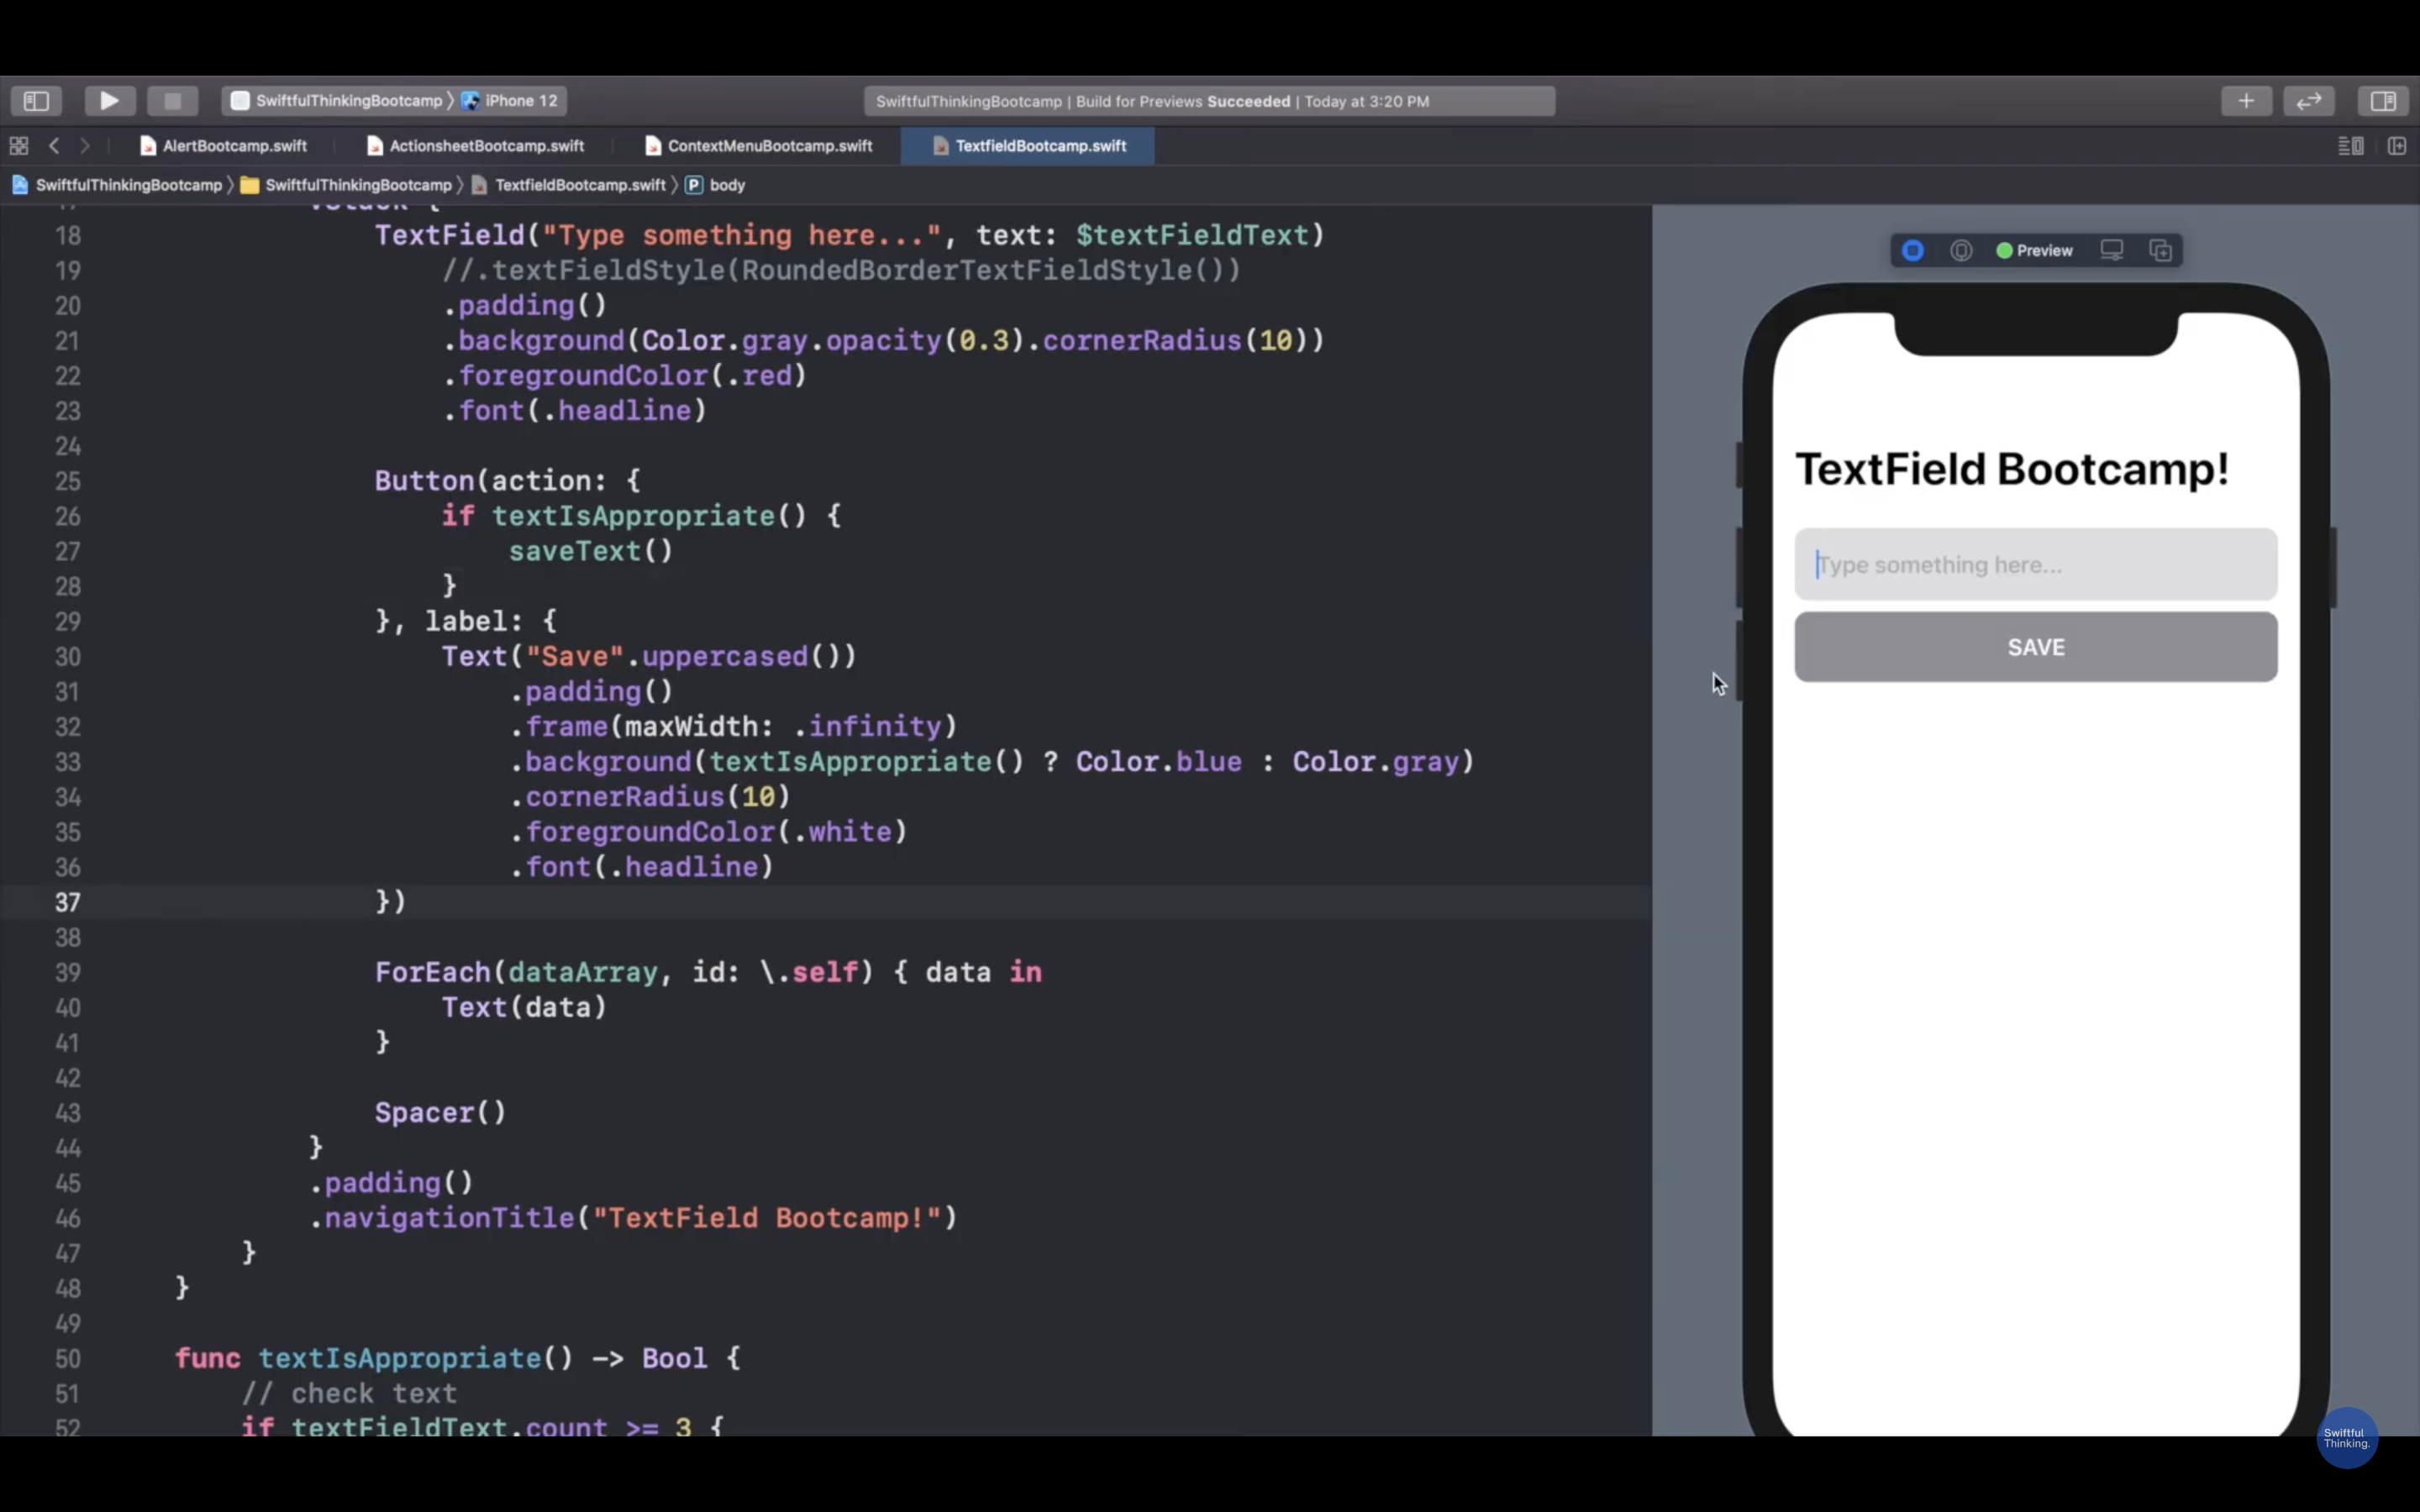 SwiftfulThinkingBootcamp 〉 iPhone 12
SwiftfulThinkingBootcamp | Build for Previews Succeeded | Today at 3:20 PM
AlertBootcamp.swift
ActionsheetBootcamp.swift
ContextMenuBootcamp.swift
TextfieldBootcamp.swift
SwiftfulThinkingBootcamp 〉 SwiftfulThinkingBootcamp 〉 TextfieldBootcamp.swift 〉 P body
18 TextField("Type something here...", text: $textFieldText)
19 //.textFieldStyle(RoundedBorderTextFieldStyle())
20 .padding()
21 .background(Color.gray.opacity(0.3).cornerRadius(10))
22 .foregroundColor(.red)
23 .font(.headline)
24
25 Button(action: {
26 if textIsAppropriate() {
27 saveText()
28 }
29 }, label: {
30 Text("Save".uppercased())
31 .padding()
32 .frame(maxWidth: .infinity)
33 .background(textIsAppropriate() ? Color.blue : Color.gray)
34 .cornerRadius(10)
35 .foregroundColor(.white)
36 .font(.headline)
37 })
38
39 ForEach(dataArray, id: \.self) { data in
40 Text(data)
41 }
42
43 Spacer()
44 }
45 .padding()
46 .navigationTitle("TextField Bootcamp!")
47 }
48 }
49
50 func textIsAppropriate() -> Bool {
51 // check text
52 if textFieldText.count >= 3 {
Preview
TextField Bootcamp!
Type something here...
SAVE
Swiftful
Thinking.